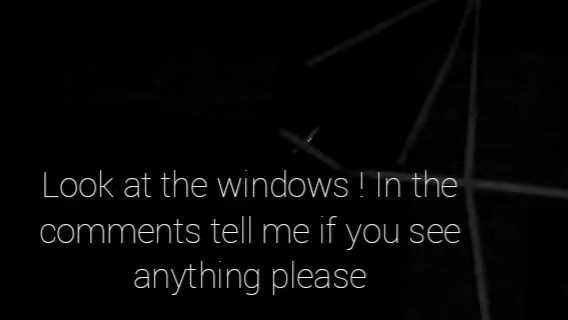 Look at the windows ! In the
comments tell me if you see
anything please